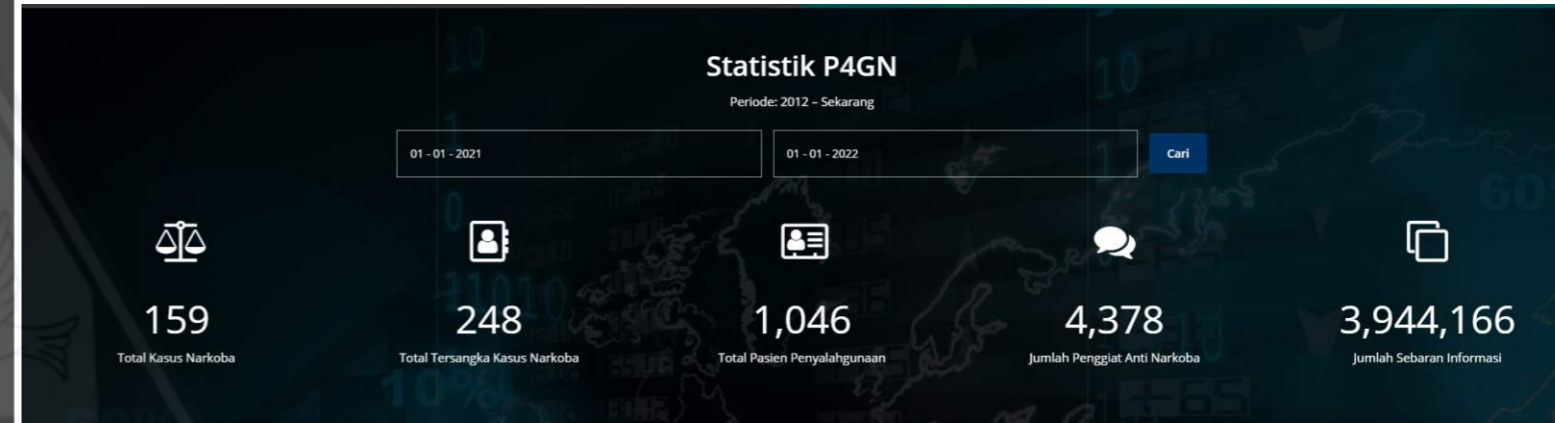 Statistik P4GN
Periode: 2012 – Sekarang
01 - 01 - 2021
01 - 01 - 2022
Cari
159
248
1,046
4,378
3,944,166
Total Kasus Narkoba
Total Tersangka Kasus Narkoba
Total Pasien Penyalahgunaan
Jumlah Penggiat Anti Narkoba
Jumlah Sebaran Informasi